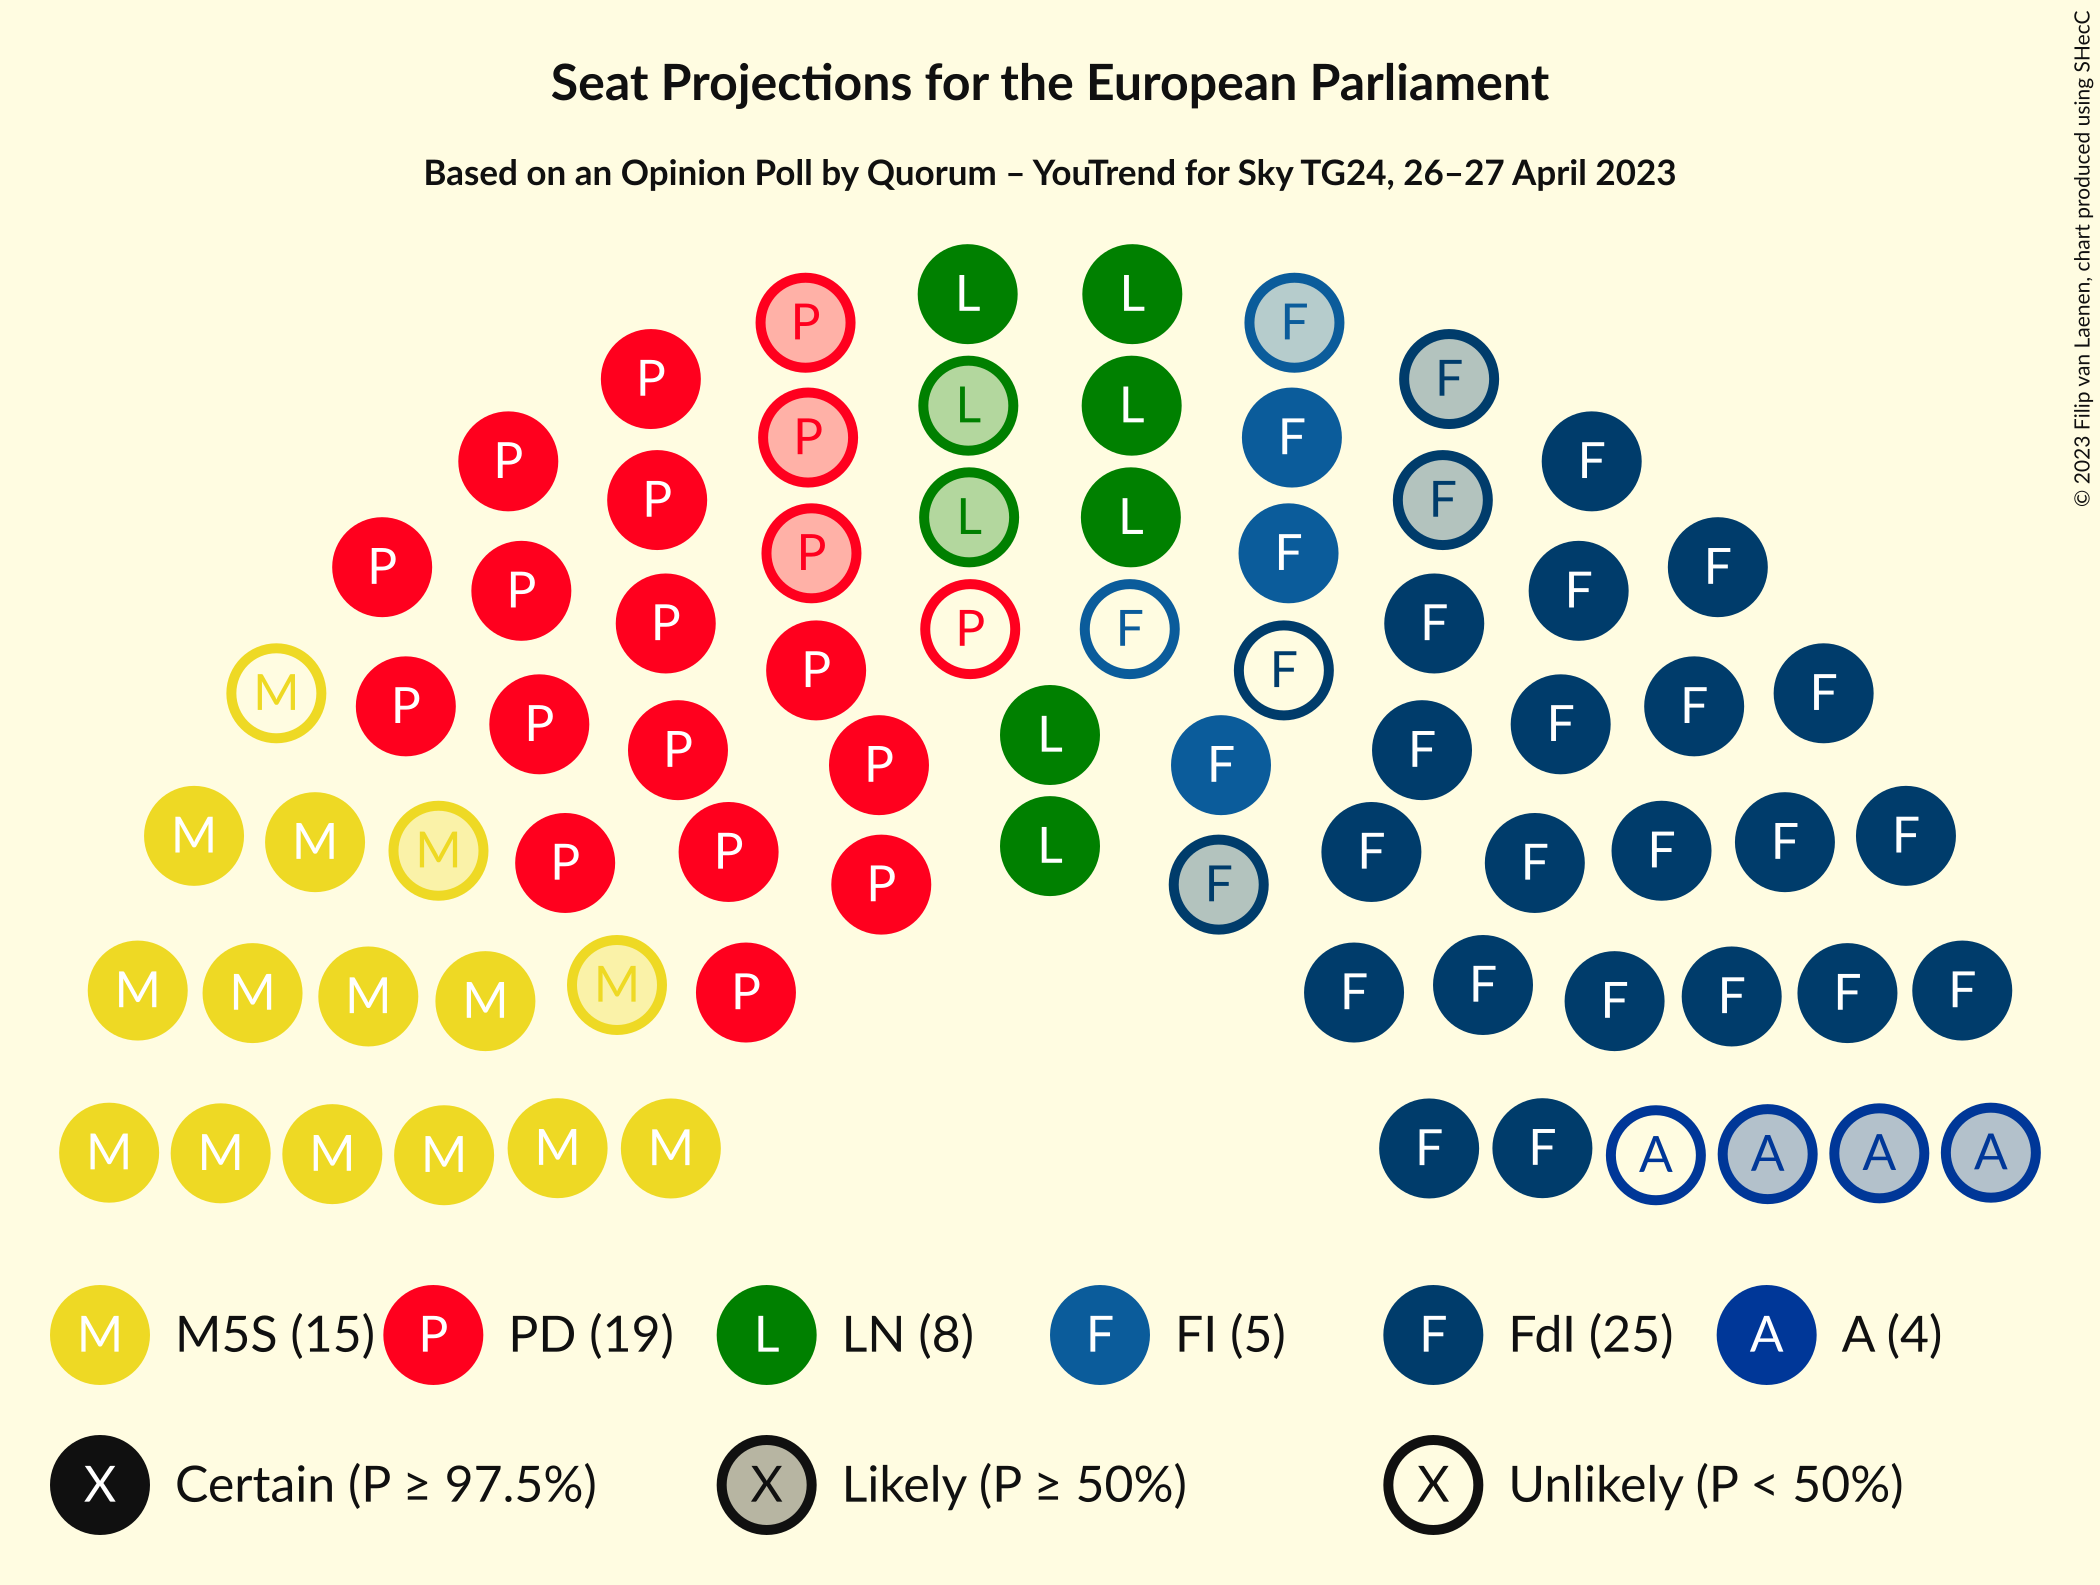 Seat Projections for the European Parliament
Based on an Opinion Poll by Quorum – YouTrend for Sky TG24, 26–27 April 2023
© 2023 Filip van Laenen, chart produced using SHecC
L L
P F
P F
L L
P F
P F
P F
L L
P F
P F
P F
P F
P F
P F
P F
P F
M F
P F
P F
L
P F
P F
P F
M M M P P P L F F F F F F
M M M M M P F F F F F F
M M M M M M F F A A A A
M M5S (15) P PD (19) L LN (8) F FI (5) F FdI (25) A A (4)
X Certain (P ≥ 97.5%) X Likely (P ≥ 50%) X Unlikely (P < 50%)